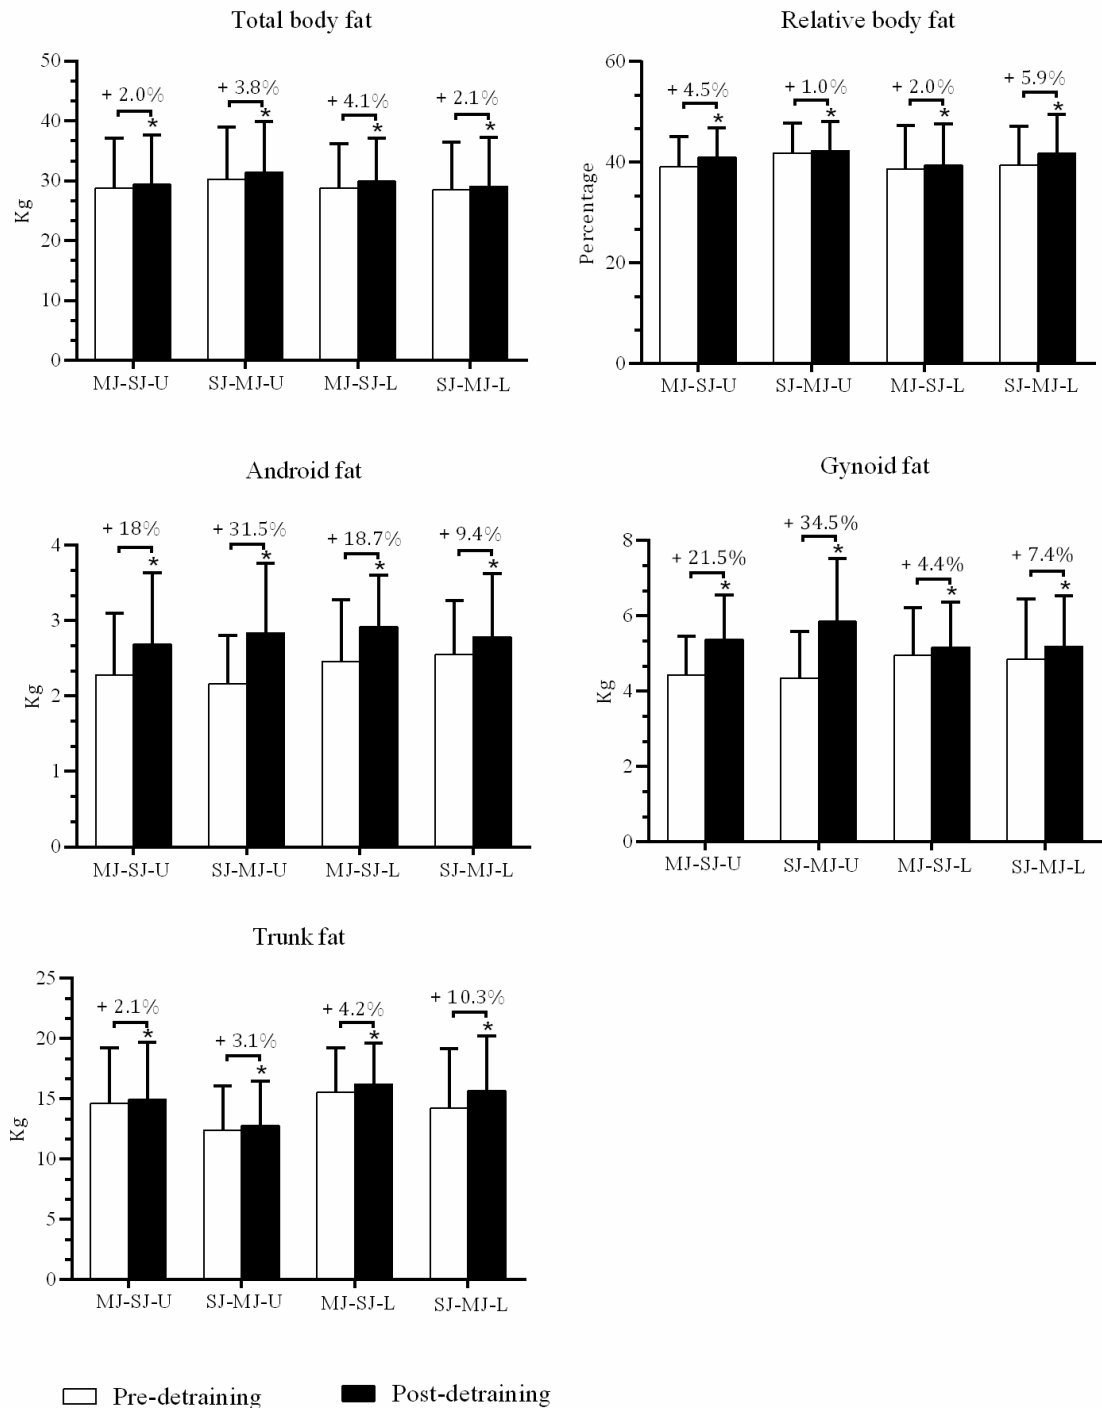 Total body fat
50
40
30
20
10
0
Kg
+ 2.0%
+ 3.8%
+ 4.1%
+ 2.1%
*
*
*
*
MJ-SJ-U
SJ-MJ-U
MJ-SJ-L
SJ-MJ-L
Relative body fat
60
40
20
0
Percentage
+ 4.5%
+ 1.0%
+ 2.0%
+ 5.9%
*
*
*
*
MJ-SJ-U
SJ-MJ-U
MJ-SJ-L
SJ-MJ-L
Android fat
4
3
2
1
0
Kg
+ 18%
+ 31.5%
+ 18.7%
+ 9.4%
*
*
*
*
MJ-SJ-U
SJ-MJ-U
MJ-SJ-L
SJ-MJ-L
Gynoid fat
8
6
4
2
0
Kg
+ 21.5%
+ 34.5%
+ 4.4%
+ 7.4%
*
*
*
*
MJ-SJ-U
SJ-MJ-U
MJ-SJ-L
SJ-MJ-L
Trunk fat
25
20
15
10
5
0
Kg
+ 2.1%
+ 3.1%
+ 4.2%
+ 10.3%
*
*
*
*
MJ-SJ-U
SJ-MJ-U
MJ-SJ-L
SJ-MJ-L
Pre-detraining
Post-detraining